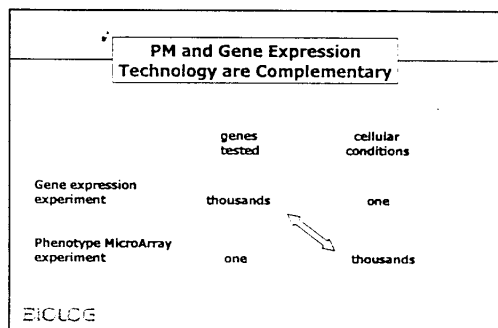 PM and Gene Expression
Technology are Complementary
genes
tested
cellular
conditions
Gene expression
experiment
thousands
one
Phenotype MicroArray
experiment
one
thousands